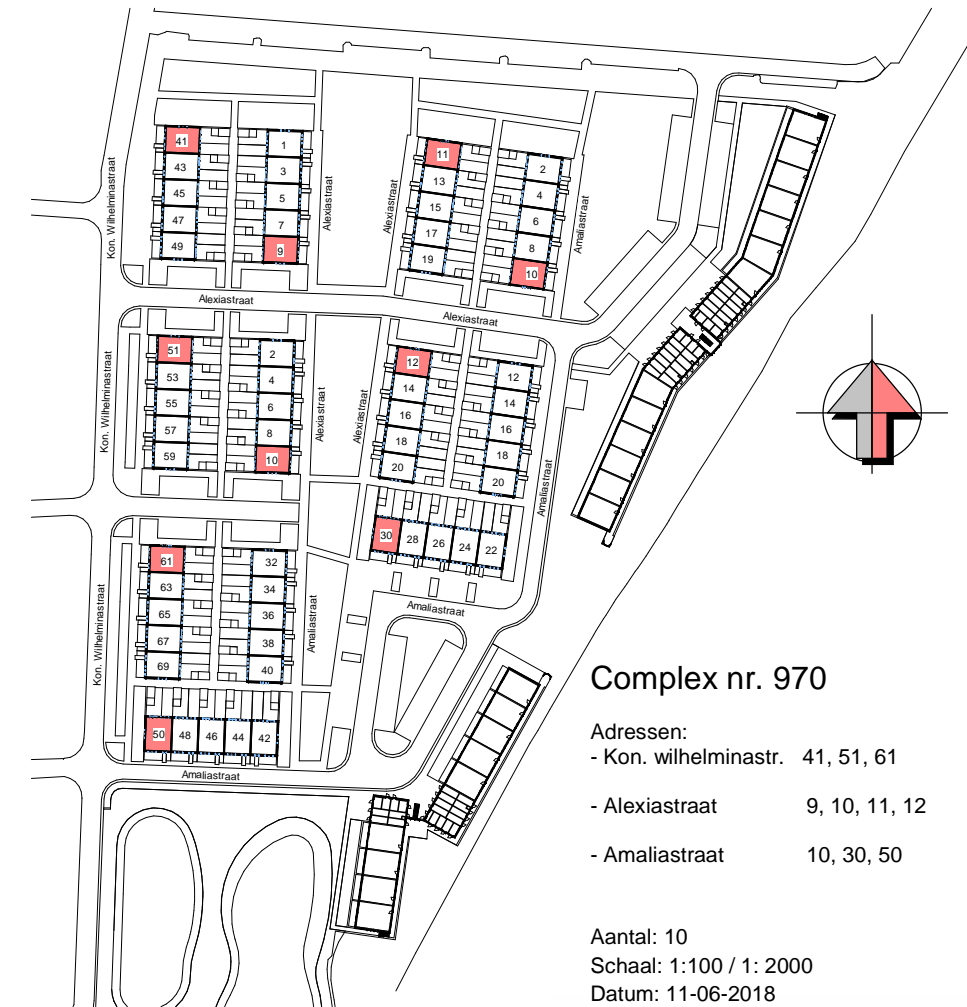 41
43
45
47
49
1
3
5
7
9
11
13
15
17
19
2
4
6
8
10
Kon. Wilhelminastraat
Alexiastraat
Alexiastraat
Amaliastraat
Alexiastraat
Alexiastraat
51
53
55
57
59
2
4
6
8
10
12
14
16
18
20
12
14
16
18
20
Kon. Wilhelminastraat
Alexiastraat
Alexiastraat
Amaliastraat
30
28
26
24
22
61
63
65
67
69
32
34
36
38
40
Kon. Wilhelminastraat
Amaliastraat
Amaliastraat
50
48
46
44
42
Amaliastraat
Complex nr. 970
Adressen:
- Kon. wilhelminastr. 41, 51, 61
- Alexiastraat 9, 10, 11, 12
- Amaliastraat 10, 30, 50
Aantal: 10
Schaal: 1:100 / 1: 2000
Datum: 11-06-2018